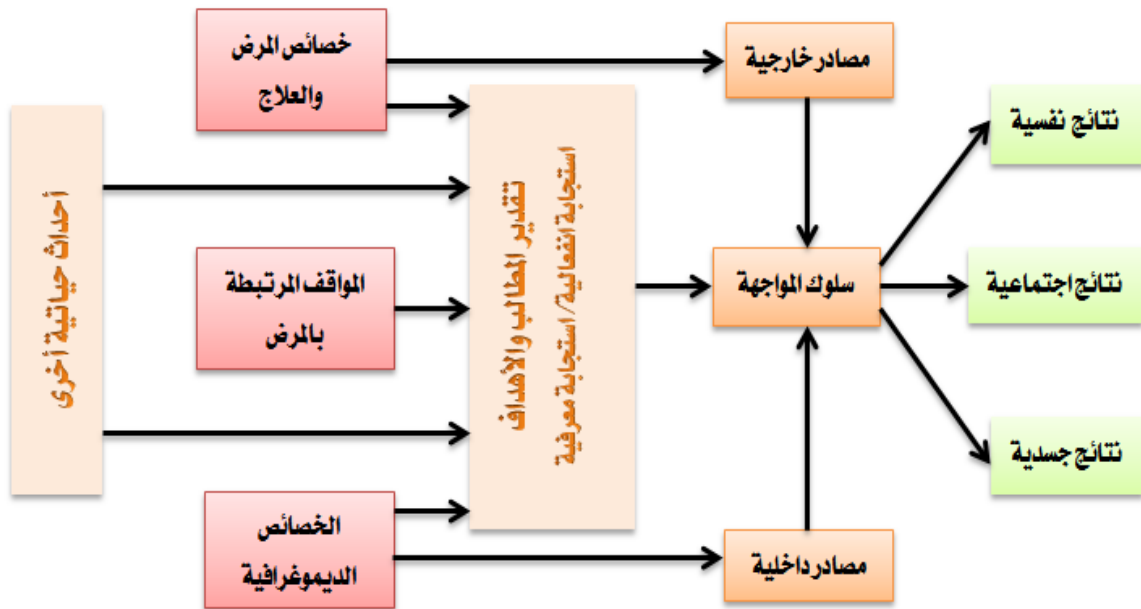 خصائص المرض
والعلاج
مصادر خارجية
نتائج نفسية
أحداث حياتية أخرى
تقدير المطالب والأهداف
استجابة انفعالية/استجابة معرفية
المواقف المرتبطة
بالمرض
سلوك المواجهة
نتائج اجتماعية
نتائج جسدية
الخصائص
الديموغرافية
مصادر داخلية